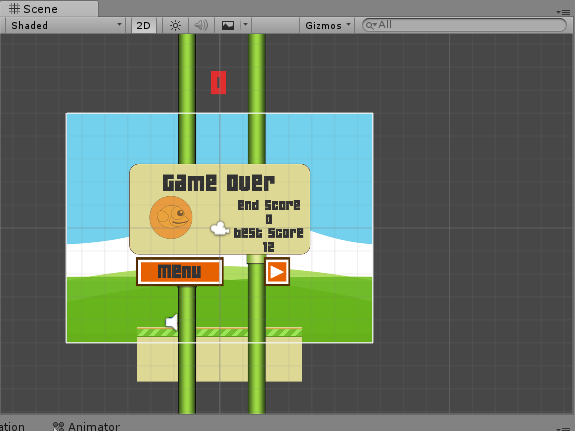 Scene
Shaded
2D
Gizmos
All
0
Game Over
End Score
0
Best Score
12
Menu
ation
Animator